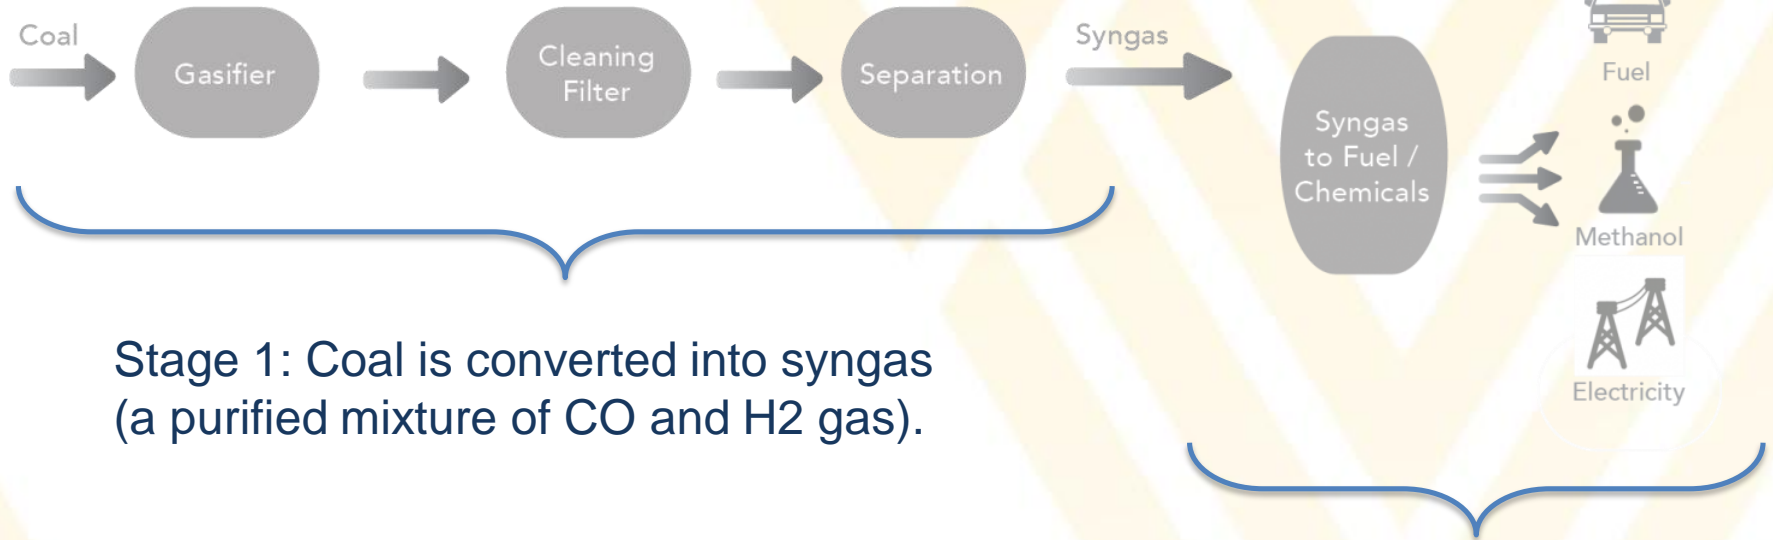 Coal
Gasifier
Cleaning
Filter
Separation
Syngas
Syngas
to Fuel /
Chemicals
Fuel
Methanol
Electricity
Stage 1: Coal is converted into syngas
(a purified mixture of CO and H2 gas).